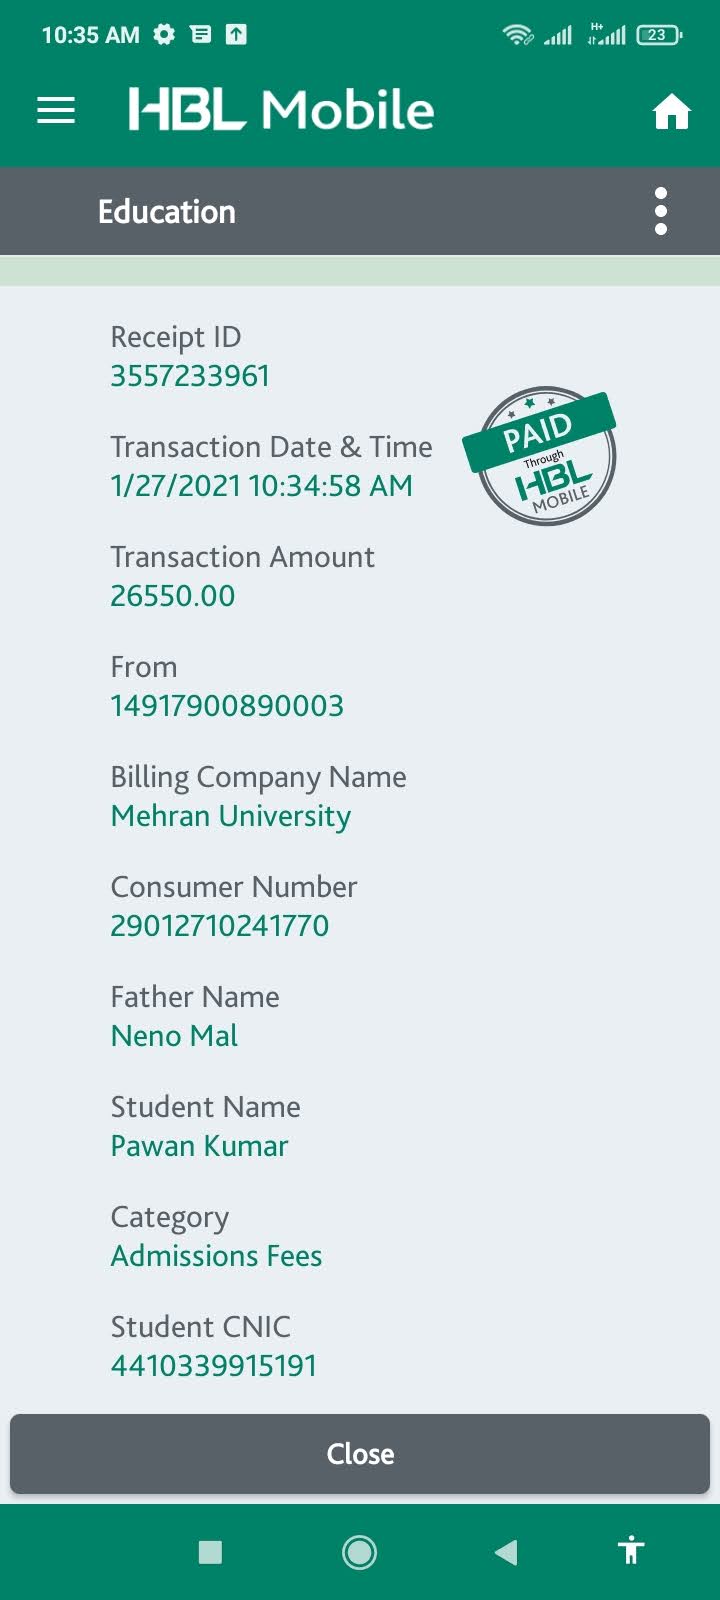 10:35 AM
H+
23
HBL Mobile
Education
Receipt ID
3557233961
Transaction Date & Time
1/27/2021 10:34:58 AM
PAID
Through
HBL
MOBILE
Transaction Amount
26550.00
From
14917900890003
Billing Company Name
Mehran University
Consumer Number
29012710241770
Father Name
Neno Mal
Student Name
Pawan Kumar
Category
Admissions Fees
Student CNIC
4410339915191
Close